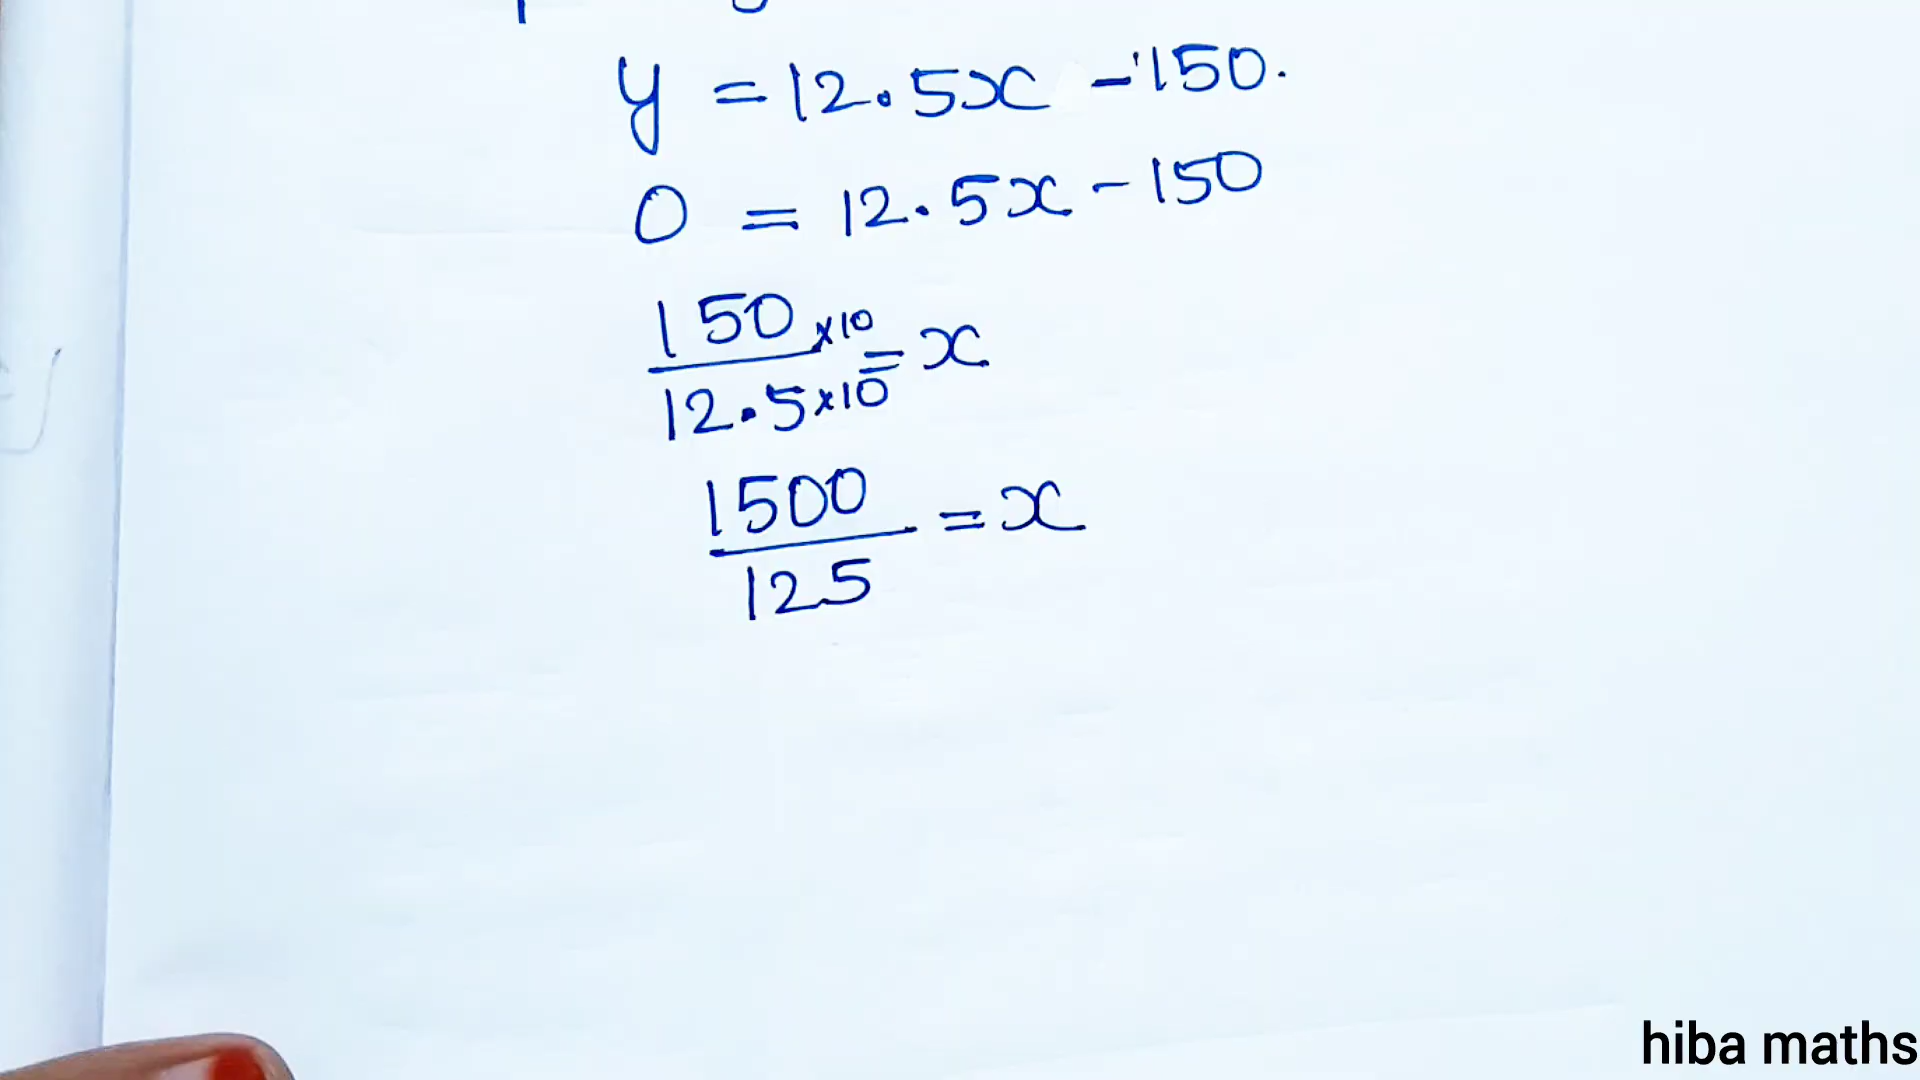 y = 12.5x - 150.
0 = 12.5x - 150
150×10
12.5×10 = x
1500
125 = x
hiba maths